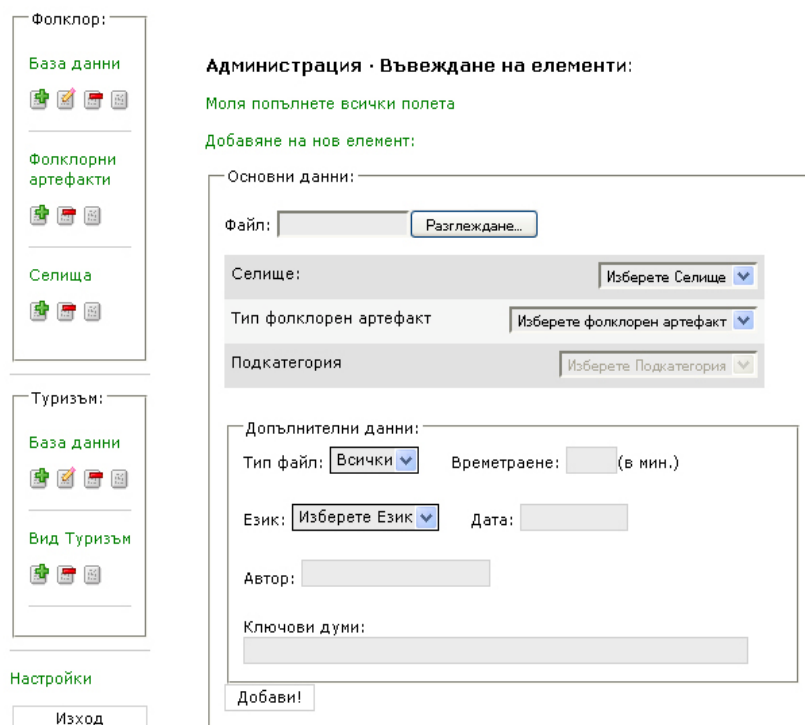 Фолклор:
База данни
Фолклорни
артефакти
Селища
Туризъм:
База данни
Вид Туризъм
Настройки
Изход
Администрация · Въвеждане на елементи:
Моля попълнете всички полета
Добавяне на нов елемент:
Основни данни:
Файл: Разглеждане...
Селище: Изберете Селище
Тип фолклорен артефакт Изберете фолклорен артефакт
Подкатегория Изберете Подкатегория
Допълнителни данни:
Тип файл: Всички Времетраене: (в мин.)
Език: Изберете Език Дата:
Автор:
Ключови думи:
Добави!